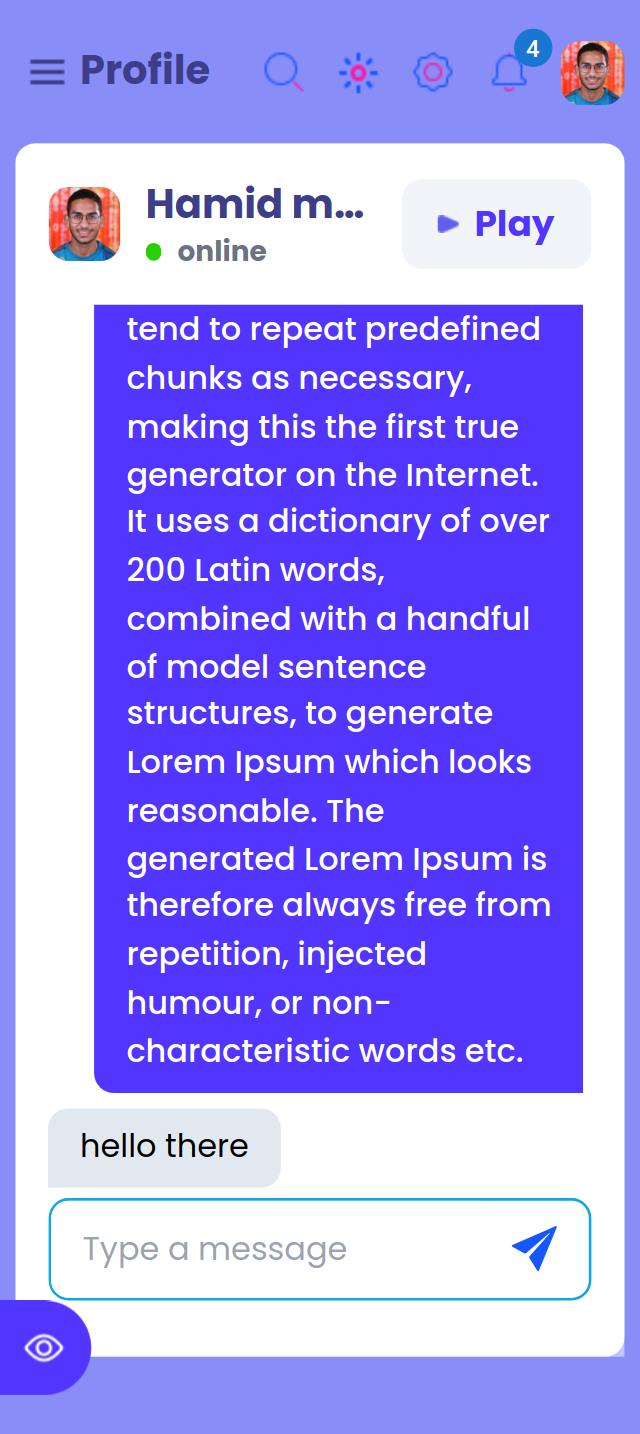 Profile
4
Hamid m...
online
Play
tend to repeat predefined
chunks as necessary,
making this the first true
generator on the Internet.
It uses a dictionary of over
200 Latin words,
combined with a handful
of model sentence
structures, to generate
Lorem Ipsum which looks
reasonable. The
generated Lorem Ipsum is
therefore always free from
repetition, injected
humour, or non-
characteristic words etc.
hello there
Type a message